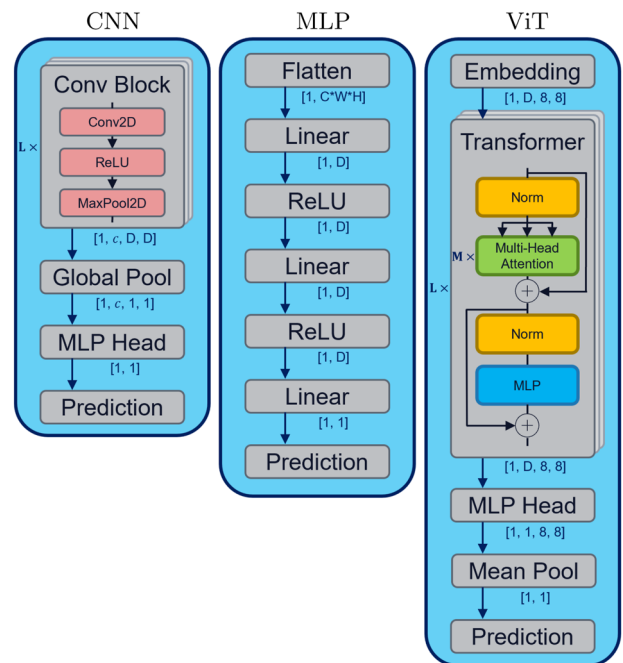 CNN
Conv Block
Conv2D
ReLU
MaxPool2D
L ×
[1, c, D, D]
Global Pool
[1, c, 1, 1]
MLP Head
[1, 1]
Prediction
MLP
Flatten
[1, C*W*H]
Linear
[1, D]
ReLU
[1, D]
Linear
[1, D]
ReLU
[1, D]
Linear
[1, 1]
Prediction
ViT
Embedding
[1, D, 8, 8]
Transformer
Norm
M ×
Multi-Head
Attention
L ×
+
Norm
MLP
+
[1, D, 8, 8]
MLP Head
[1, 1, 8, 8]
Mean Pool
[1, 1]
Prediction